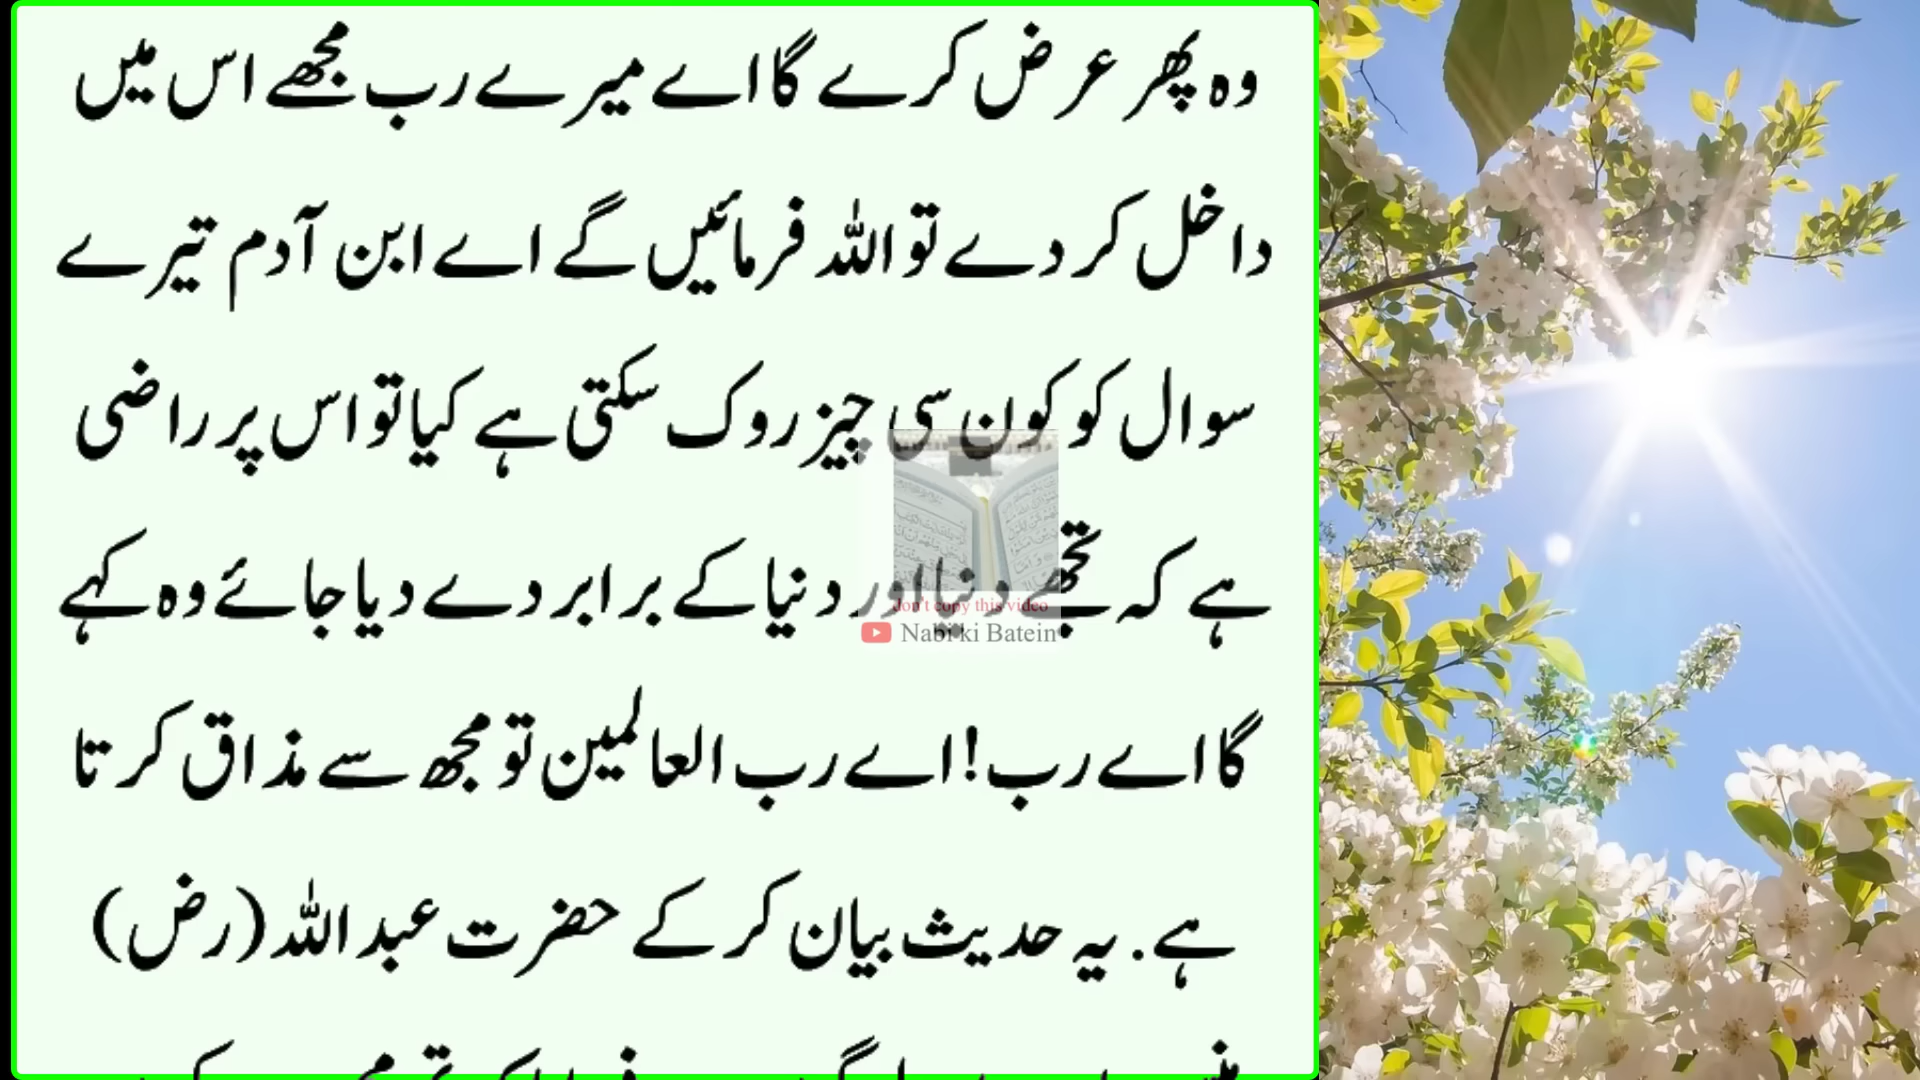 وہ پھر عرض کرے گا اے میرے رب مجھے اس میں
داخل کر دے تو اللہ فرمائیں گے اے ابن آدم تیرے
سوال کو کون سی چیز روک سکتی ہے کیا تو اس پر راضی
ہے کہ تجھے دنیا اور دنیا کے برابر دے دیا جائے وہ کہے
گا اے رب! اے رب العالمین تو مجھ سے مذاق کرتا
ہے. یہ حدیث بیان کر کے حضرت عبداللہ (رض)
don't copy this video
Nabi ki Batein